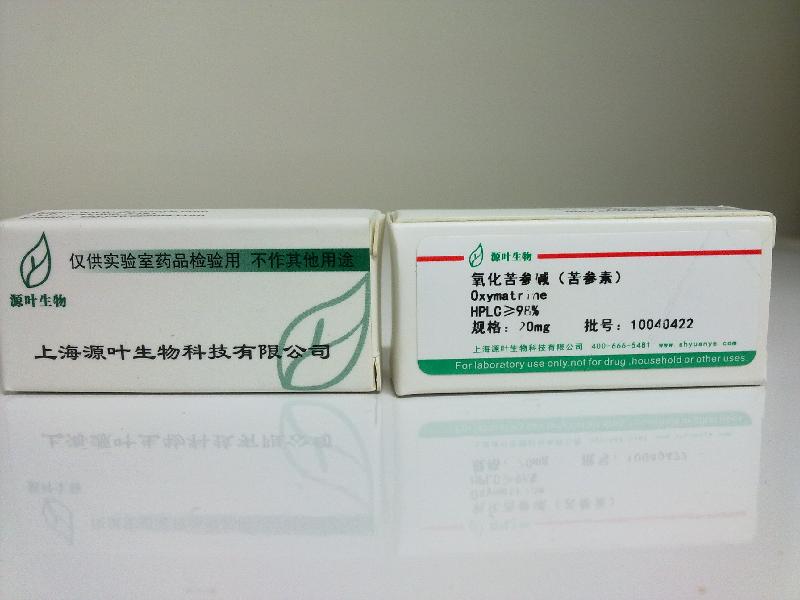 源叶生物
仅供实验室药品检验用 不作其他用途
上海源叶生物科技有限公司
源叶生物
氧化苦参碱（苦参素）
Oxymatrine
HPLC≥98%
规格：20mg 批号：10040422
上海源叶生物科技有限公司 400-666-5481 www.shyuanye.com
For laboratory use only.not for drug ,household or other uses